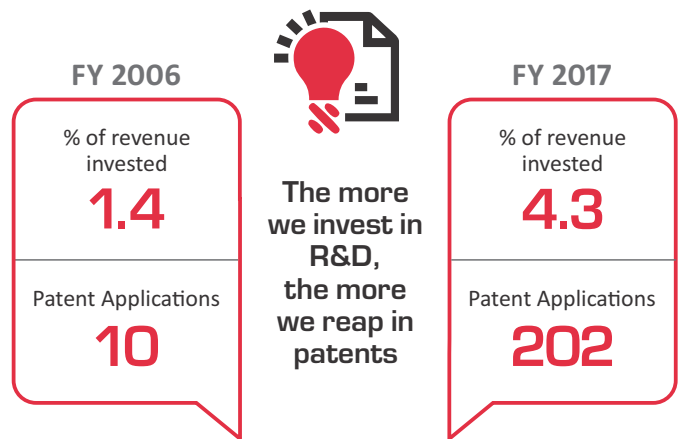 FY 2006
% of revenue
invested
1.4
Patent Applications
10
The more
we invest in
R&D,
the more
we reap in
patents
FY 2017
% of revenue
invested
4.3
Patent Applications
202